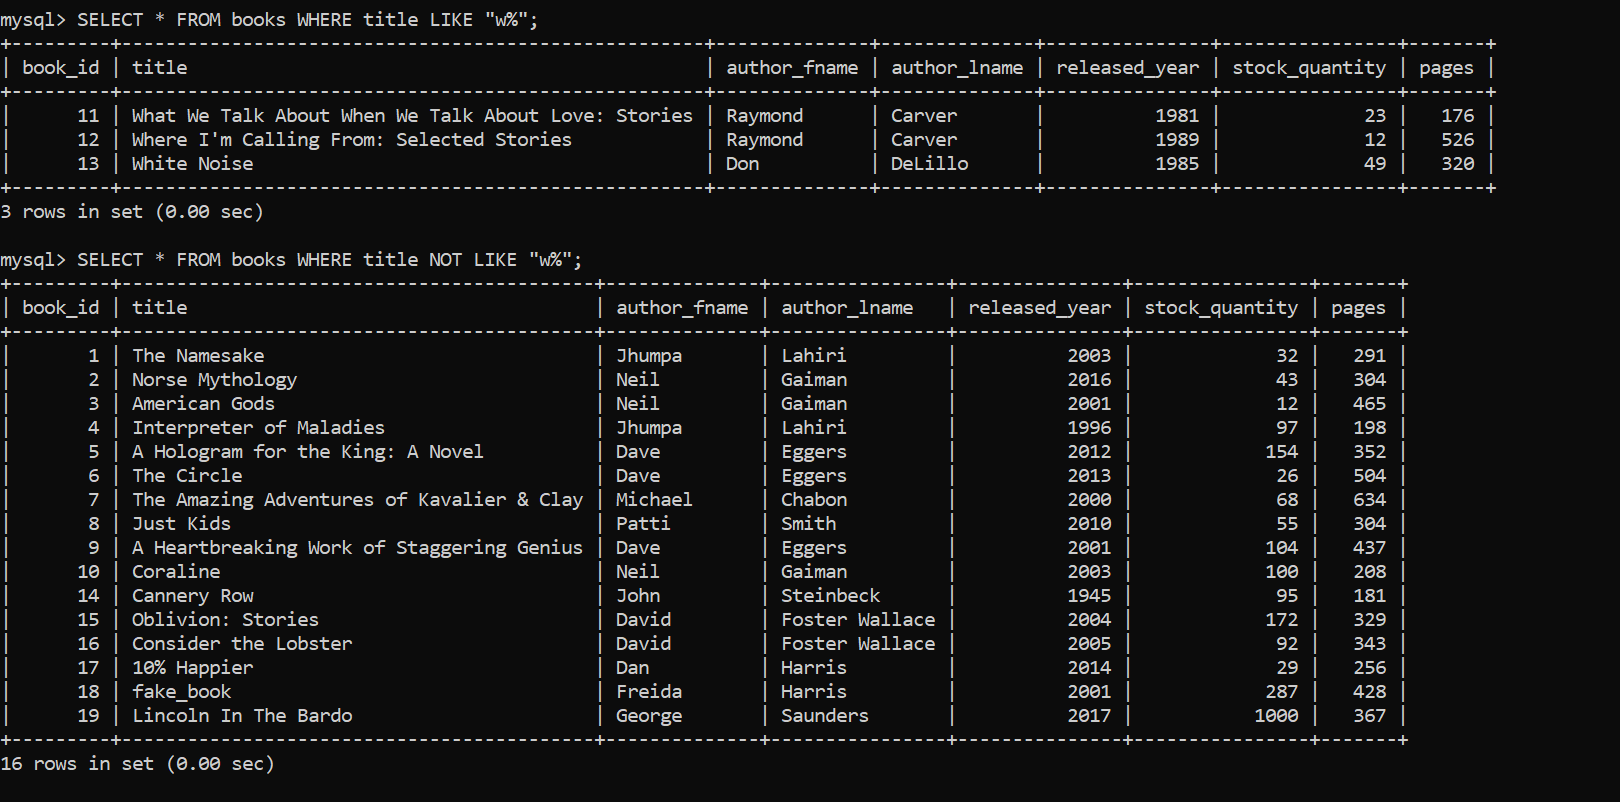 mysql> SELECT * FROM books WHERE title LIKE "w%";
+---------+-----------------------------------------------------+--------------+--------------+---------------+----------------+-------+
| book_id | title                                               | author_fname | author_lname | released_year | stock_quantity | pages |
+---------+-----------------------------------------------------+--------------+--------------+---------------+----------------+-------+
|      11 | What We Talk About When We Talk About Love: Stories | Raymond      | Carver       |          1981 |             23 |   176 |
|      12 | Where I'm Calling From: Selected Stories            | Raymond      | Carver       |          1989 |             12 |   526 |
|      13 | White Noise                                         | Don          | DeLillo      |          1985 |             49 |   320 |
+---------+-----------------------------------------------------+--------------+--------------+---------------+----------------+-------+
3 rows in set (0.00 sec)

mysql> SELECT * FROM books WHERE title NOT LIKE "w%";
+---------+-------------------------------------------+--------------+----------------+---------------+----------------+-------+
| book_id | title                                     | author_fname | author_lname   | released_year | stock_quantity | pages |
+---------+-------------------------------------------+--------------+----------------+---------------+----------------+-------+
|       1 | The Namesake                              | Jhumpa       | Lahiri         |          2003 |             32 |   291 |
|       2 | Norse Mythology                           | Neil         | Gaiman         |          2016 |             43 |   304 |
|       3 | American Gods                             | Neil         | Gaiman         |          2001 |             12 |   465 |
|       4 | Interpreter of Maladies                   | Jhumpa       | Lahiri         |          1996 |             97 |   198 |
|       5 | A Hologram for the King: A Novel          | Dave         | Eggers         |          2012 |            154 |   352 |
|       6 | The Circle                                | Dave         | Eggers         |          2013 |             26 |   504 |
|       7 | The Amazing Adventures of Kavalier & Clay | Michael      | Chabon         |          2000 |             68 |   634 |
|       8 | Just Kids                                 | Patti        | Smith          |          2010 |             55 |   304 |
|       9 | A Heartbreaking Work of Staggering Genius | Dave         | Eggers         |          2001 |            104 |   437 |
|      10 | Coraline                                  | Neil         | Gaiman         |          2003 |            100 |   208 |
|      14 | Cannery Row                               | John         | Steinbeck      |          1945 |             95 |   181 |
|      15 | Oblivion: Stories                         | David        | Foster Wallace |          2004 |            172 |   329 |
|      16 | Consider the Lobster                      | David        | Foster Wallace |          2005 |             92 |   343 |
|      17 | 10% Happier                               | Dan          | Harris         |          2014 |             29 |   256 |
|      18 | fake_book                                 | Freida       | Harris         |          2001 |            287 |   428 |
|      19 | Lincoln In The Bardo                      | George       | Saunders       |          2017 |           1000 |   367 |
+---------+-------------------------------------------+--------------+----------------+---------------+----------------+-------+
16 rows in set (0.00 sec)